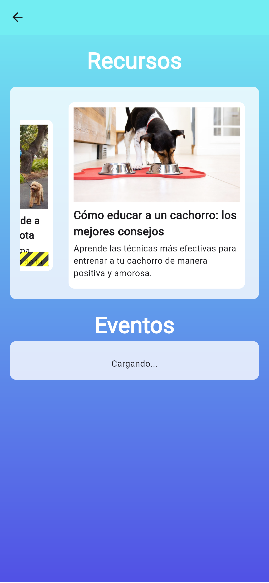 Recursos
de a
ota
Cómo educar a un cachorro: los
mejores consejos
Aprende las técnicas más efectivas para
entrenar a tu cachorro de manera
positiva y amorosa.
Eventos
Cargando...